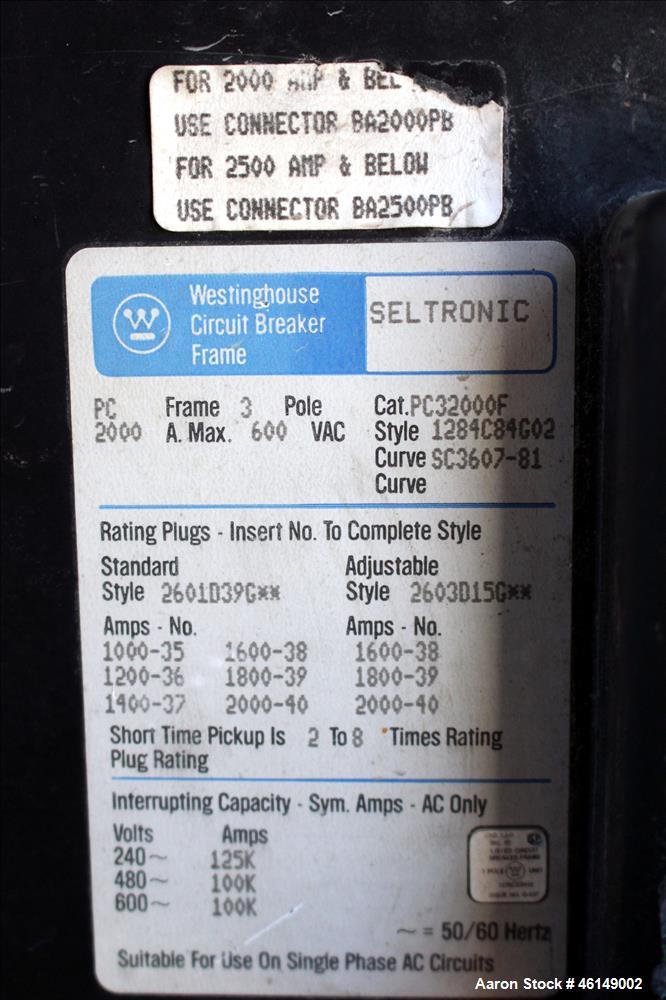 FOR 2000 AMP & BEL
USE CONNECTOR BA2000PB
FOR 2500 AMP & BELOW
USE CONNECTOR BA2500PB
Westinghouse
Circuit Breaker
Frame
SELTRONIC
PC Frame 3 Pole Cat.PC32000F
2000 A. Max. 600 VAC Style 1284C84G02
Curve SC3607-81
Curve
Rating Plugs - Insert No. To Complete Style
Standard Adjustable
Style 2601D39G** Style 2603D15G**
Amps - No. Amps - No.
1000-35 1600-38 1600-38
1200-36 1800-39 1800-39
1400-37 2000-40 2000-40
Short Time Pickup Is 2 To 8 Times Rating
Plug Rating
Interrupting Capacity - Sym. Amps - AC Only
Volts Amps
240~ 125K
480~ 100K
600~ 100K
~ = 50/60 Hertz
Suitable For Use On Single Phase AC Circuits
Aaron Stock # 46149002